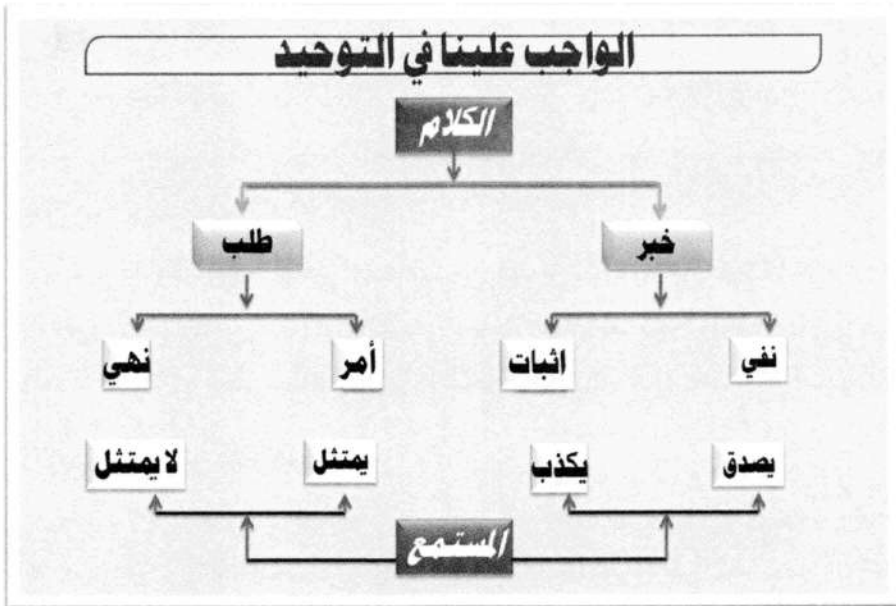 الواجب علينا في التوحيد
الكلام
خبر
طلب
نفي
اثبات
أمر
نهي
يصدق
يكذب
يمتثل
لا يمتثل
المستمع